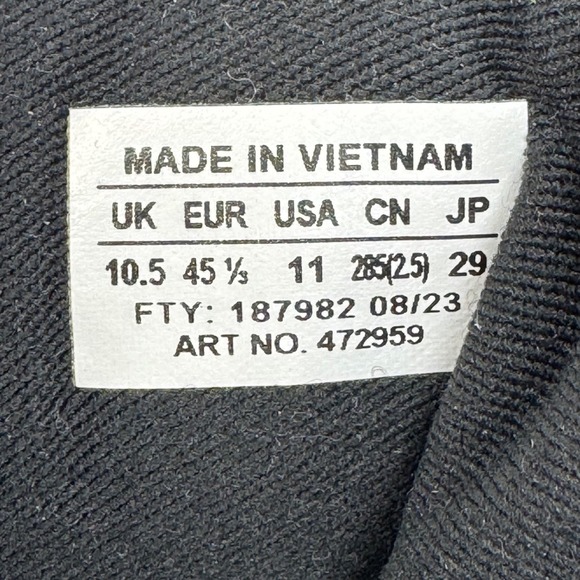 MADE IN VIETNAM
UK EUR USA CN JP
10.5 45 ⅓ 11 285(2.5) 29
FTY: 187982 08/23
ART NO. 472959